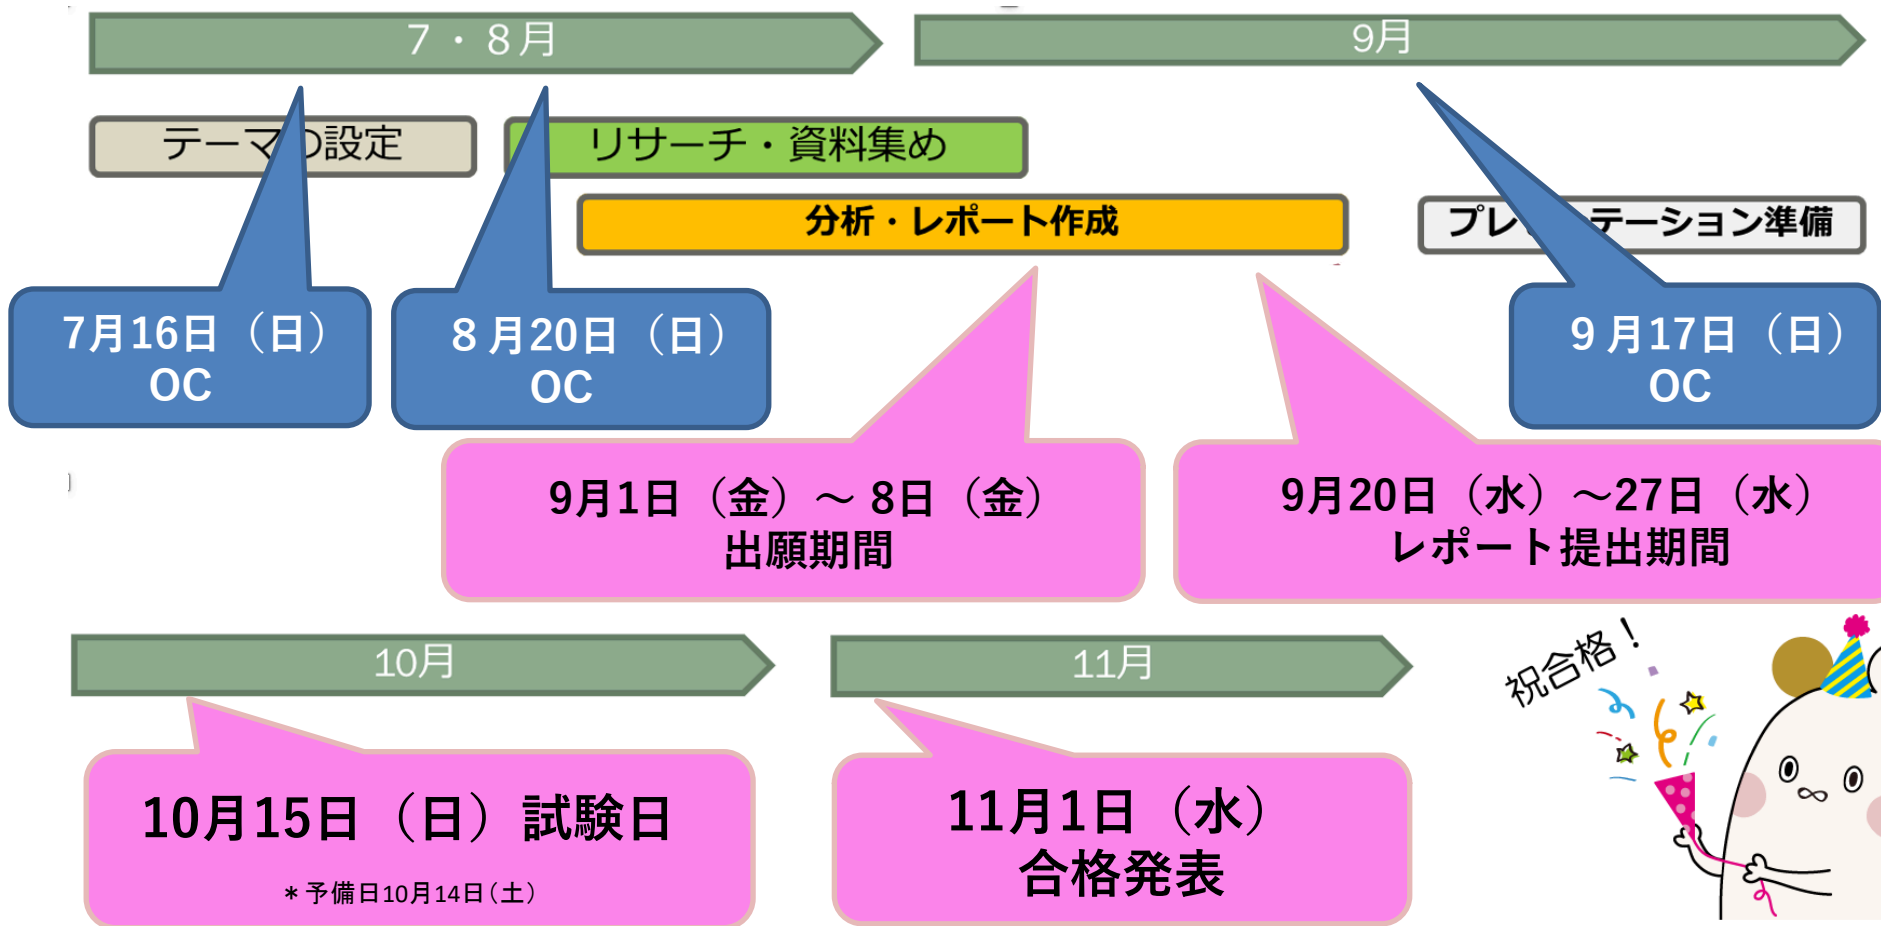 7・8月
9月
テーマの設定
リサーチ・資料集め
分析・レポート作成
プレ
テーション準備
7月16日（日）
OC
８月20日（日）
OC
９月17日（日）
OC
9月1日（金）～ 8日（金）
出願期間
9月20日（水）～27日（水）
レポート提出期間
10月
11月
祝合格！
10月15日（日）試験日
＊予備日10月14日（土）
11月1日（水）
合格発表